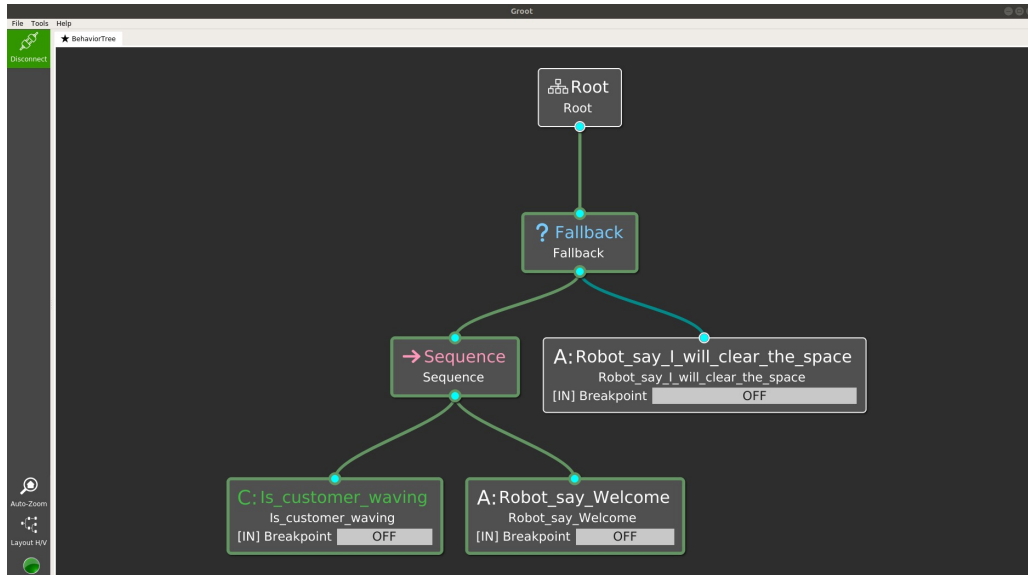 Groot
File Tools Help
Disconnect
★ BehaviorTree
Root
Root
? Fallback
Fallback
→ Sequence
Sequence
A:Robot_say_I_will_clear_the_space
Robot_say_I_will_clear_the_space
[IN] Breakpoint OFF
C:Is_customer_waving
Is_customer_waving
[IN] Breakpoint OFF
A:Robot_say_Welcome
Robot_say_Welcome
[IN] Breakpoint OFF
Auto-Zoom
Layout H/V